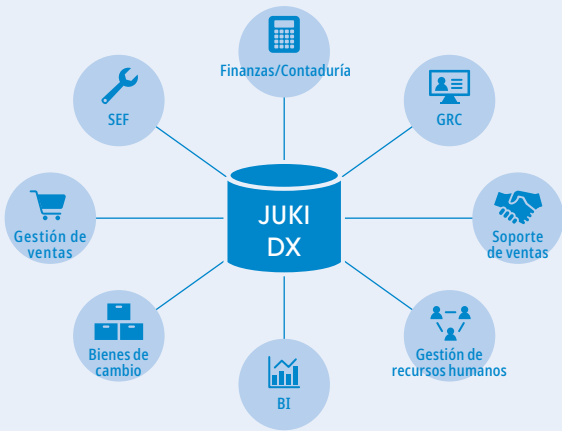 Finanzas/Contaduría
SEF
GRC
JUKI
DX
Gestión de
ventas
Soporte
de ventas
Bienes de
cambio
Gestión de
recursos humanos
BI